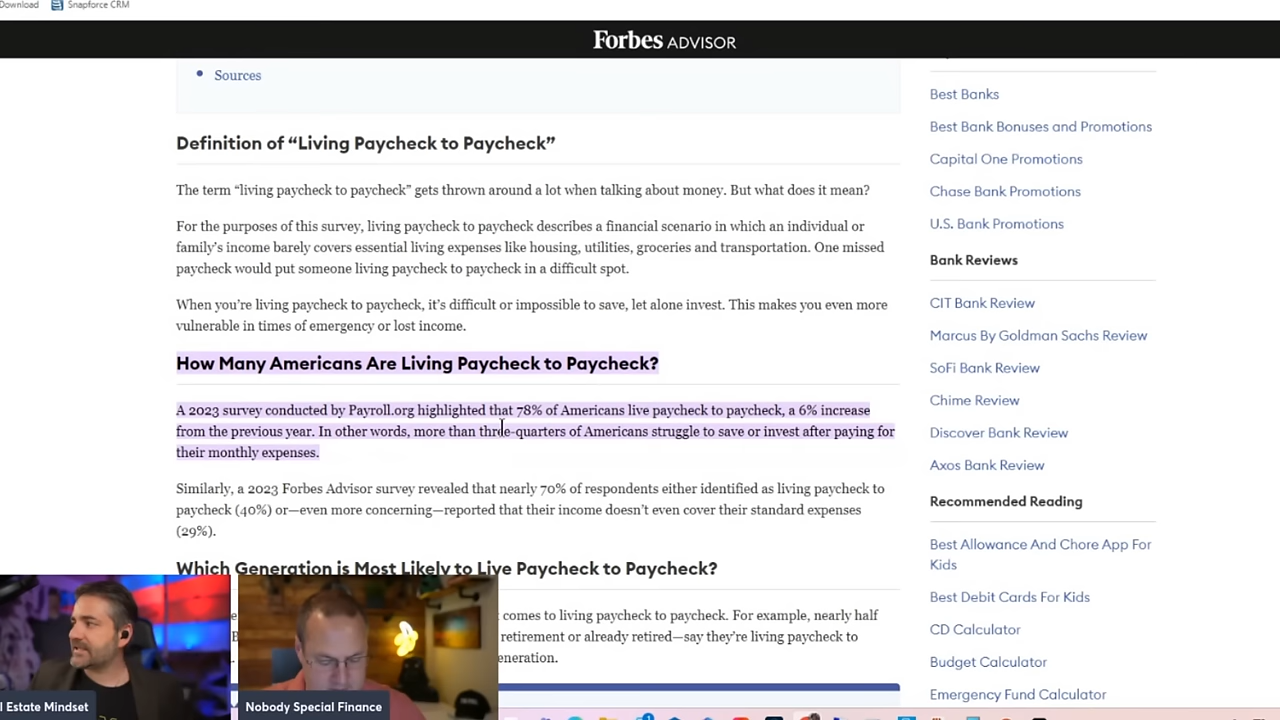 Download Snapforce CRM
Forbes ADVISOR
Sources
Definition of “Living Paycheck to Paycheck”
The term “living paycheck to paycheck” gets thrown around a lot when talking about money. But what does it mean?
For the purposes of this survey, living paycheck to paycheck describes a financial scenario in which an individual or
family’s income barely covers essential living expenses like housing, utilities, groceries and transportation. One missed
paycheck would put someone living paycheck to paycheck in a difficult spot.
When you’re living paycheck to paycheck, it’s difficult or impossible to save, let alone invest. This makes you even more
vulnerable in times of emergency or lost income.
How Many Americans Are Living Paycheck to Paycheck?
A 2023 survey conducted by Payroll.org highlighted that 78% of Americans live paycheck to paycheck, a 6% increase
from the previous year. In other words, more than three-quarters of Americans struggle to save or invest after paying for
their monthly expenses.
Similarly, a 2023 Forbes Advisor survey revealed that nearly 70% of respondents either identified as living paycheck to
paycheck (40%) or—even more concerning—reported that their income doesn’t even cover their standard expenses
(29%).
Which Generation is Most Likely to Live Paycheck to Paycheck?
comes to living paycheck to paycheck. For example, nearly half
retirement or already retired—say they’re living paycheck to
eneration.
Best Banks
Best Bank Bonuses and Promotions
Capital One Promotions
Chase Bank Promotions
U.S. Bank Promotions
Bank Reviews
CIT Bank Review
Marcus By Goldman Sachs Review
SoFi Bank Review
Chime Review
Discover Bank Review
Axos Bank Review
Recommended Reading
Best Allowance And Chore App For
Kids
Best Debit Cards For Kids
CD Calculator
Budget Calculator
Emergency Fund Calculator
l Estate Mindset
Nobody Special Finance